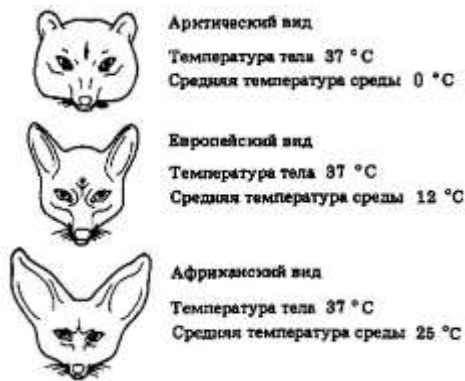 Арктический вид
Температура тела 37 °C
Средняя температура среды 0 °C
Европейский вид
Температура тела 37 °C
Средняя температура среды 12 °C
Африканский вид
Температура тела 37 °C
Средняя температура среды 25 °C